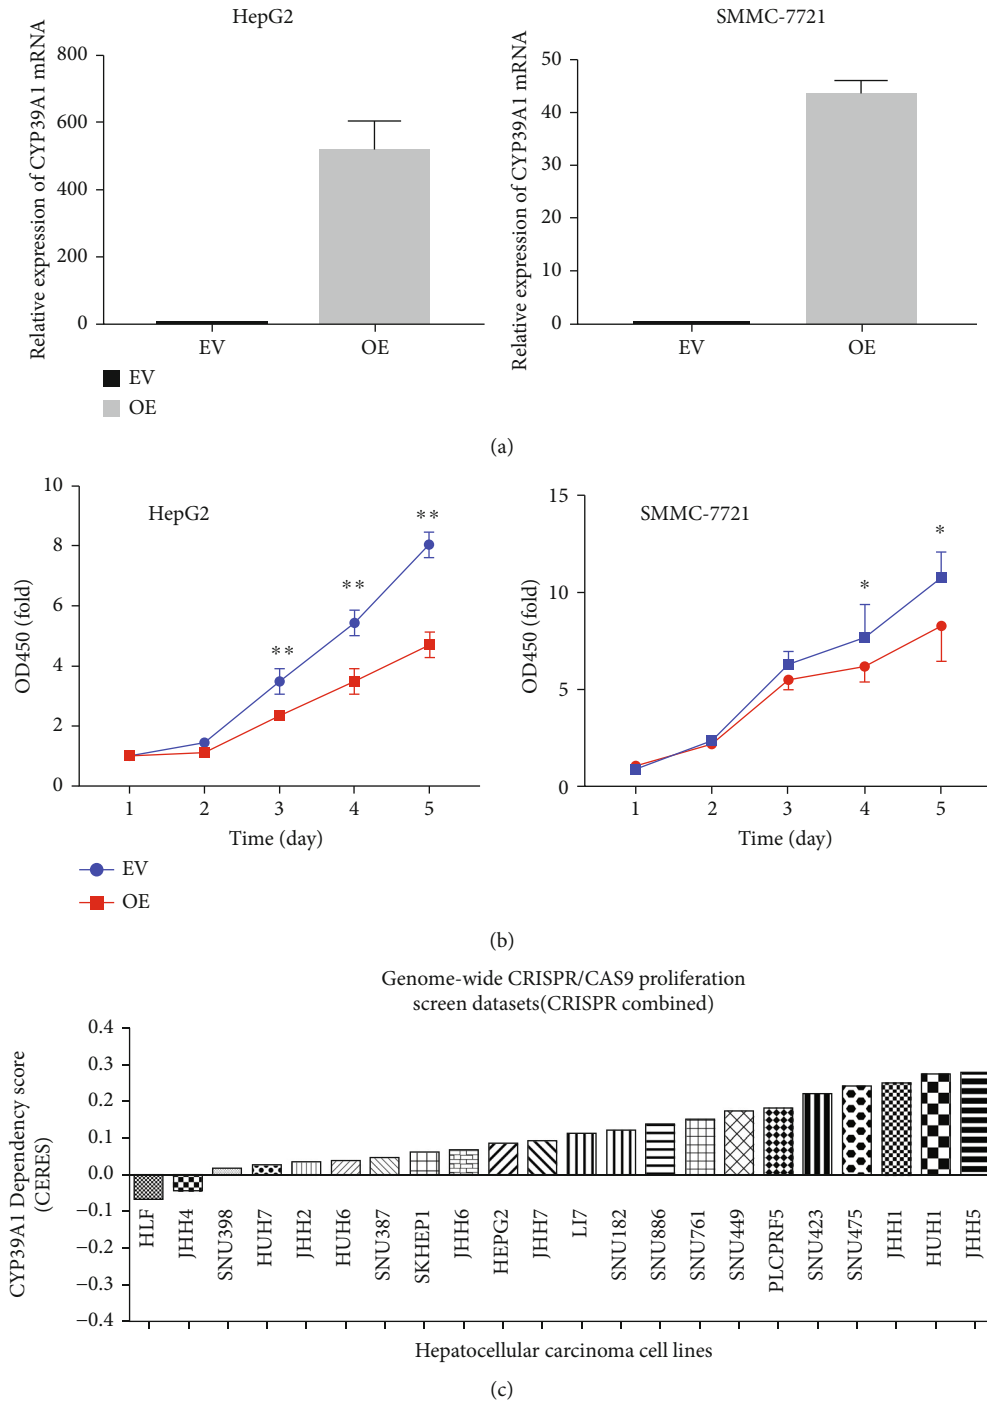 HepG2
SMMC-7721
Relative expression of CYP39A1 mRNA
800
600
400
200
0
EV
OE
Relative expression of CYP39A1 mRNA
50
40
30
20
10
0
EV
OE
EV
OE
(a)
HepG2
OD450 (fold)
10
8
6
4
2
0
**
**
**
1 2 3 4 5
Time (day)
SMMC-7721
OD450 (fold)
15
10
5
0
*
*
1 2 3 4 5
Time (day)
EV
OE
(b)
Genome-wide CRISPR/CAS9 proliferation
screen datasets(CRISPR combined)
CYP39A1 Dependency score
(CERES)
0.4
0.3
0.2
0.1
0.0
−0.1
−0.2
−0.3
−0.4
HLF
JHH4
SNU398
HUH7
JHH2
HUH6
SNU387
SKHEP1
JHH6
HEPG2
JHH7
LI7
SNU182
SNU886
SNU761
SNU449
PLCPRF5
SNU423
SNU475
JHH1
HUH1
JHH5
Hepatocellular carcinoma cell lines
(c)